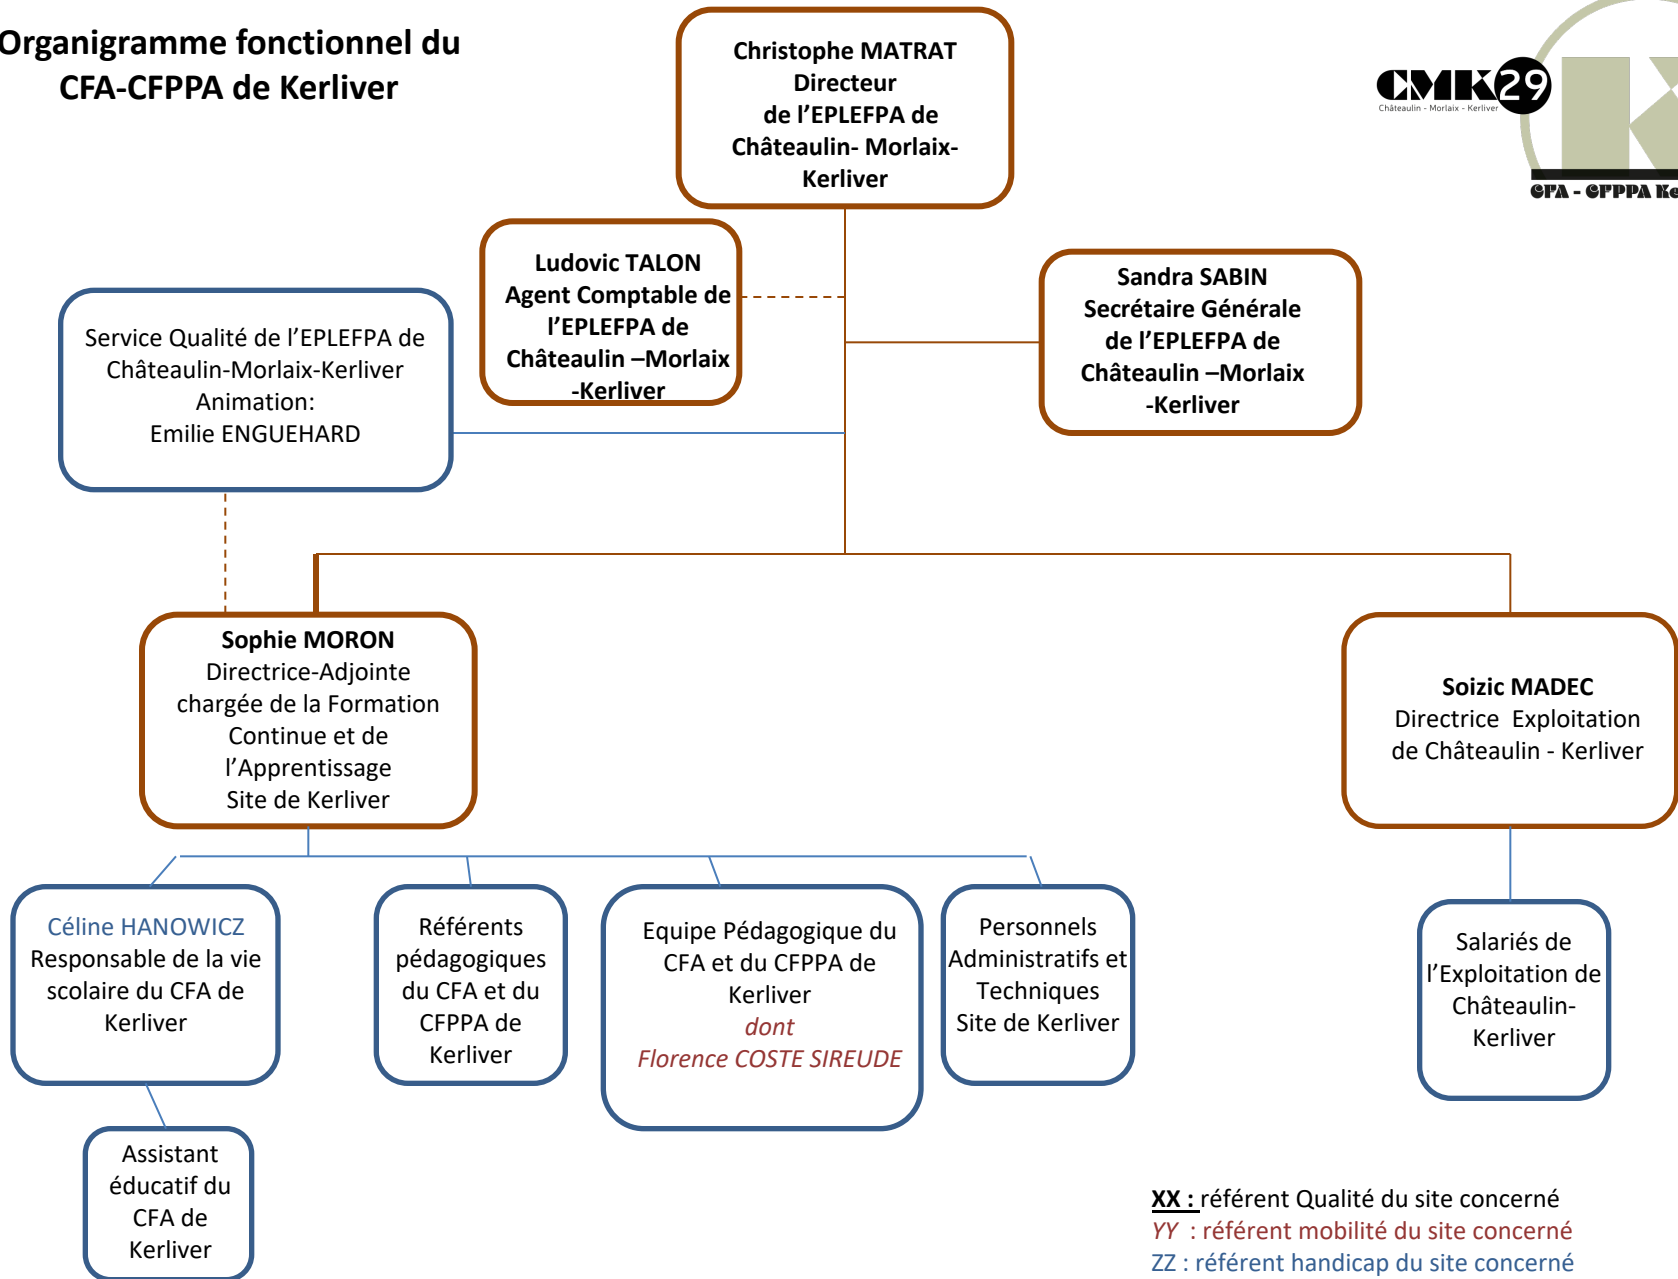 Organigramme fonctionnel du
CFA-CFPPA de Kerliver
Christophe MATRAT
Directeur
de l’EPLEFPA de
Châteaulin- Morlaix-
Kerliver
CMK29
Châteaulin - Morlaix - Kerliver
K
CFA - CFPPA Ke
Ludovic TALON
Agent Comptable de
l’EPLEFPA de
Châteaulin –Morlaix
-Kerliver
Sandra SABIN
Secrétaire Générale
de l’EPLEFPA de
Châteaulin –Morlaix
-Kerliver
Service Qualité de l’EPLEFPA de
Châteaulin-Morlaix-Kerliver
Animation:
Emilie ENGUEHARD
Sophie MORON
Directrice-Adjointe
chargée de la Formation
Continue et de
l’Apprentissage
Site de Kerliver
Soizic MADEC
Directrice  Exploitation
de Châteaulin - Kerliver
Céline HANOWICZ
Responsable de la vie
scolaire du CFA de
Kerliver
Référents
pédagogiques
du CFA et du
CFPPA de
Kerliver
Equipe Pédagogique du
CFA et du CFPPA de
Kerliver
dont
Florence COSTE SIREUDE
Personnels
Administratifs et
Techniques
Site de Kerliver
Salariés de
l’Exploitation de
Châteaulin-
Kerliver
Assistant
éducatif du
CFA de
Kerliver
XX : référent Qualité du site concerné
YY : référent mobilité du site concerné
ZZ : référent handicap du site concerné